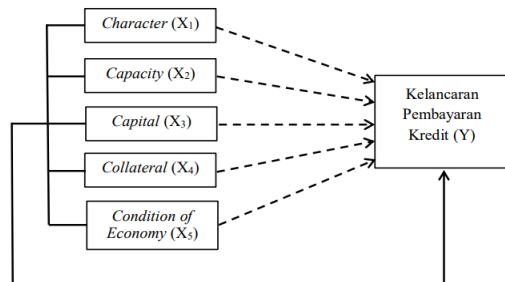 Character (X₁)
Capacity (X₂)
Capital (X₃)
Collateral (X₄)
Condition of
Economy (X₅)
Kelancaran
Pembayaran
Kredit (Y)